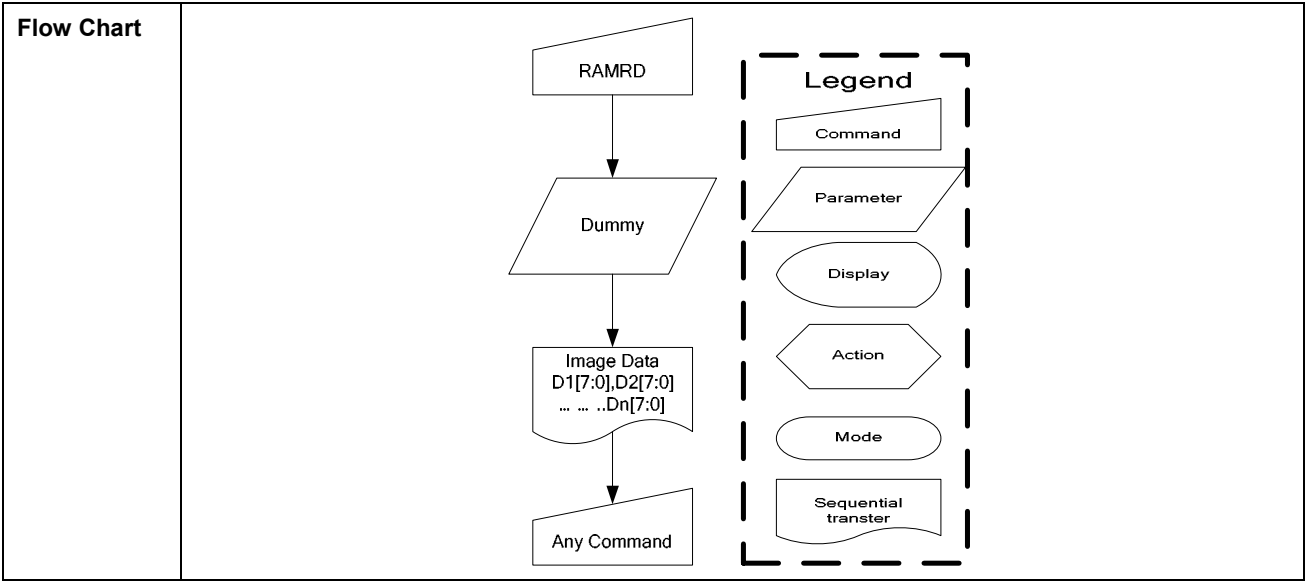 Flow Chart
RAMRD
Dummy
Image Data
D1[7:0],D2[7:0]
... ... ..Dn[7:0]
Any Command
Legend
Command
Parameter
Display
Action
Mode
Sequential
transter